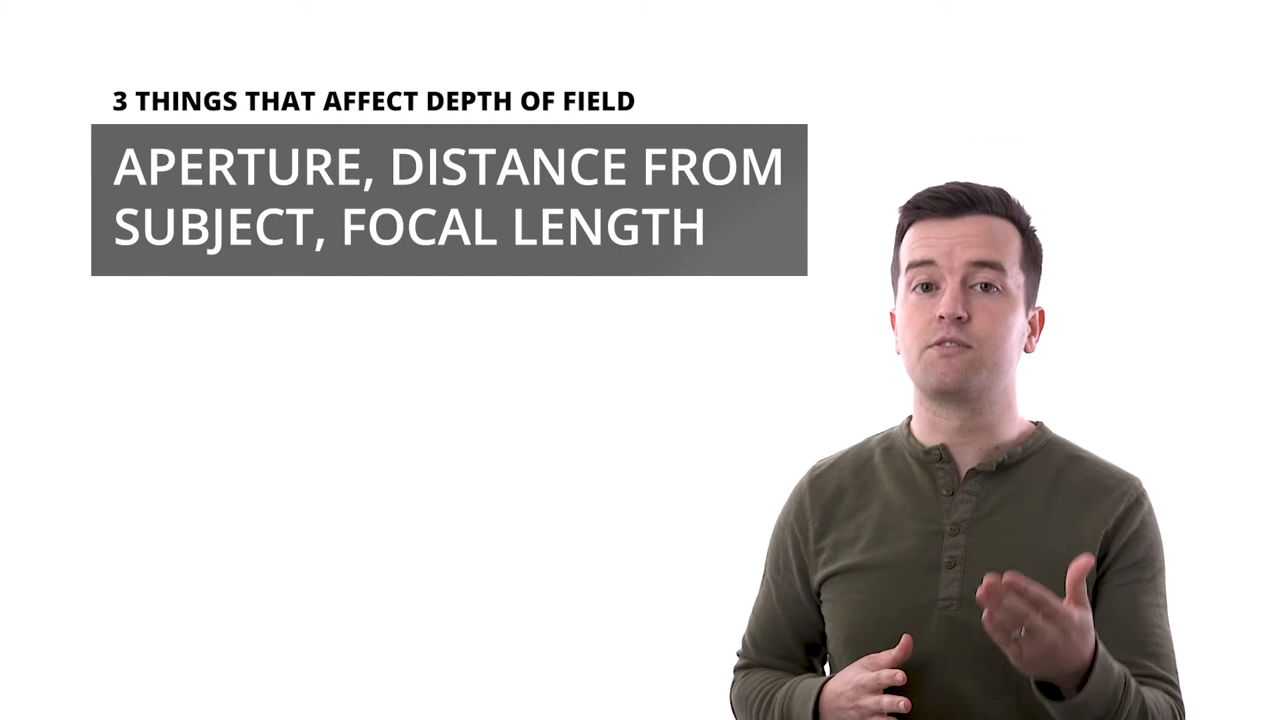 3 THINGS THAT AFFECT DEPTH OF FIELD
APERTURE, DISTANCE FROM
SUBJECT, FOCAL LENGTH